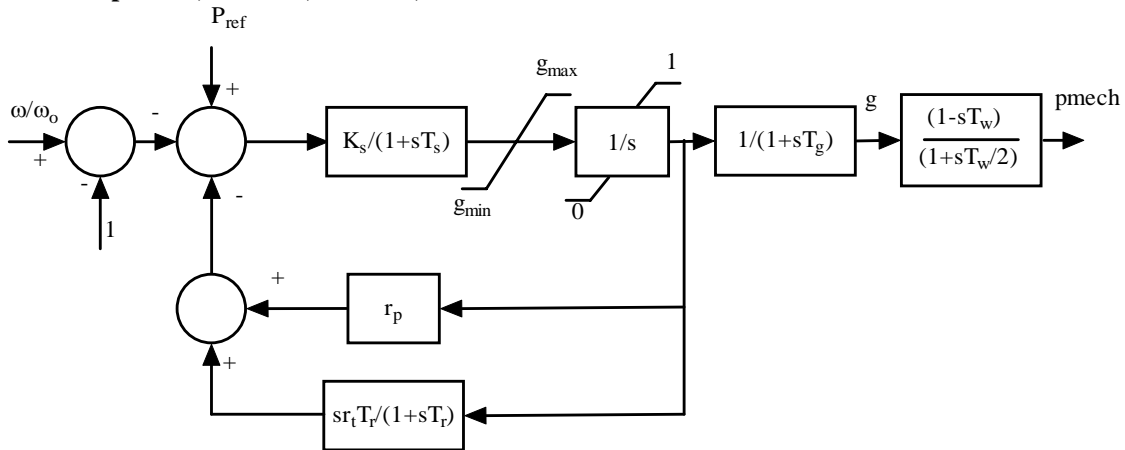 P_ref
+
g_max
1
ω/ω_o
+
-
-
1
-
K_s/(1+sT_s)
g_min
1/s
0
1/(1+sT_g)
g
(1-sT_w)
(1+sT_w/2)
pmech
+
r_p
+
sr_tT_r/(1+sT_r)